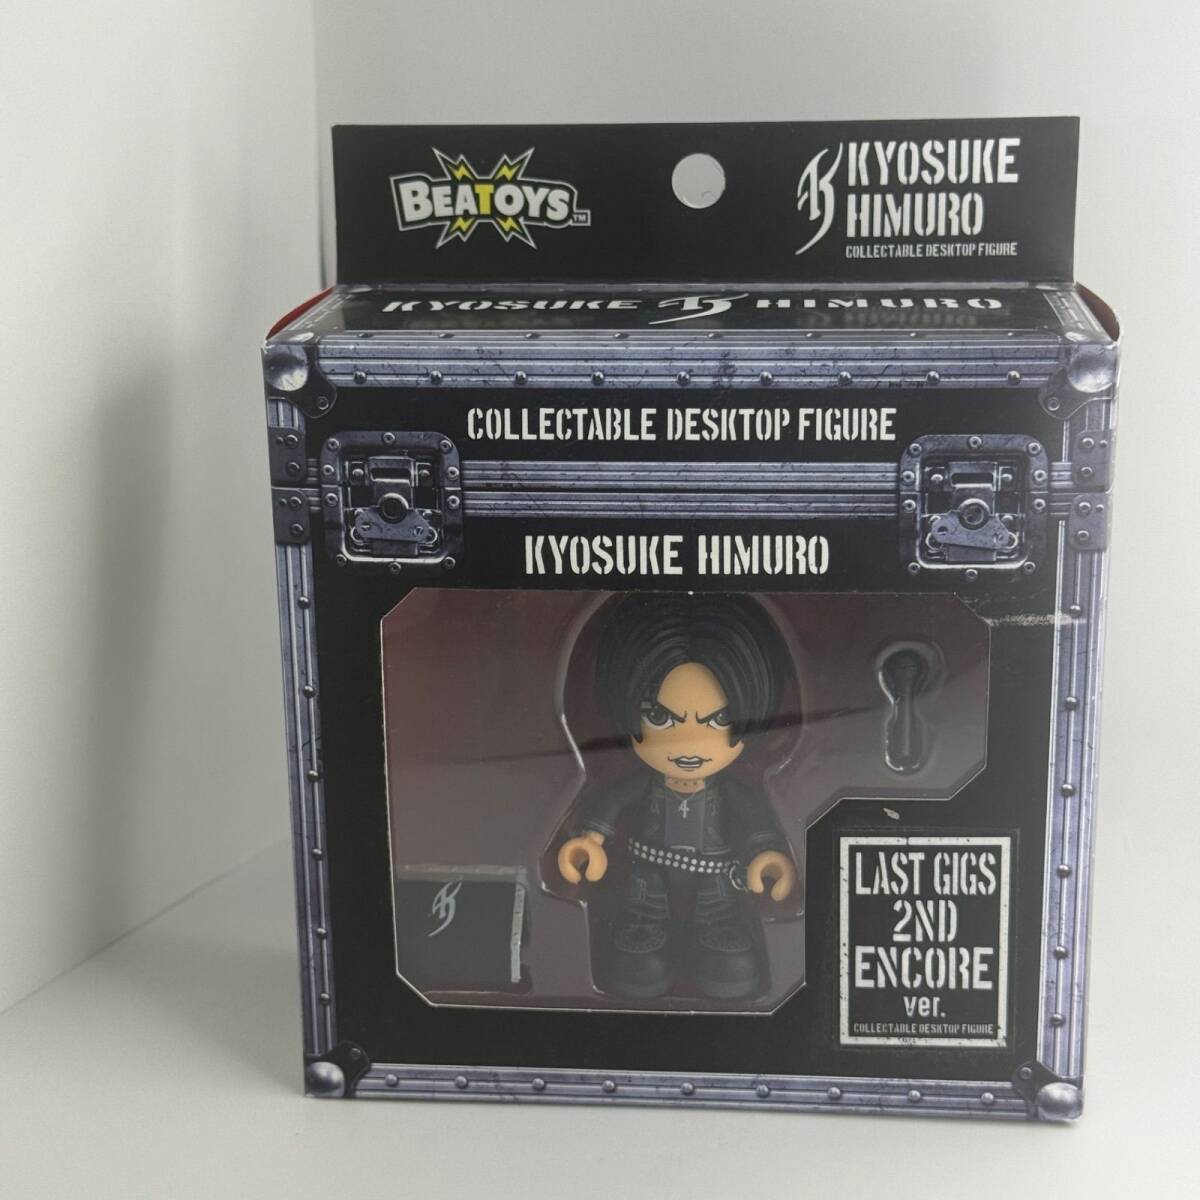 BEATOYS™
KYOSUKE
HIMURO
COLLECTABLE DESKTOP FIGURE
KYOSUKE HIMURO
COLLECTABLE DESKTOP FIGURE
KYOSUKE HIMURO
LAST GIGS
2ND
ENCORE
ver.
COLLECTABLE DESKTOP FIGURE